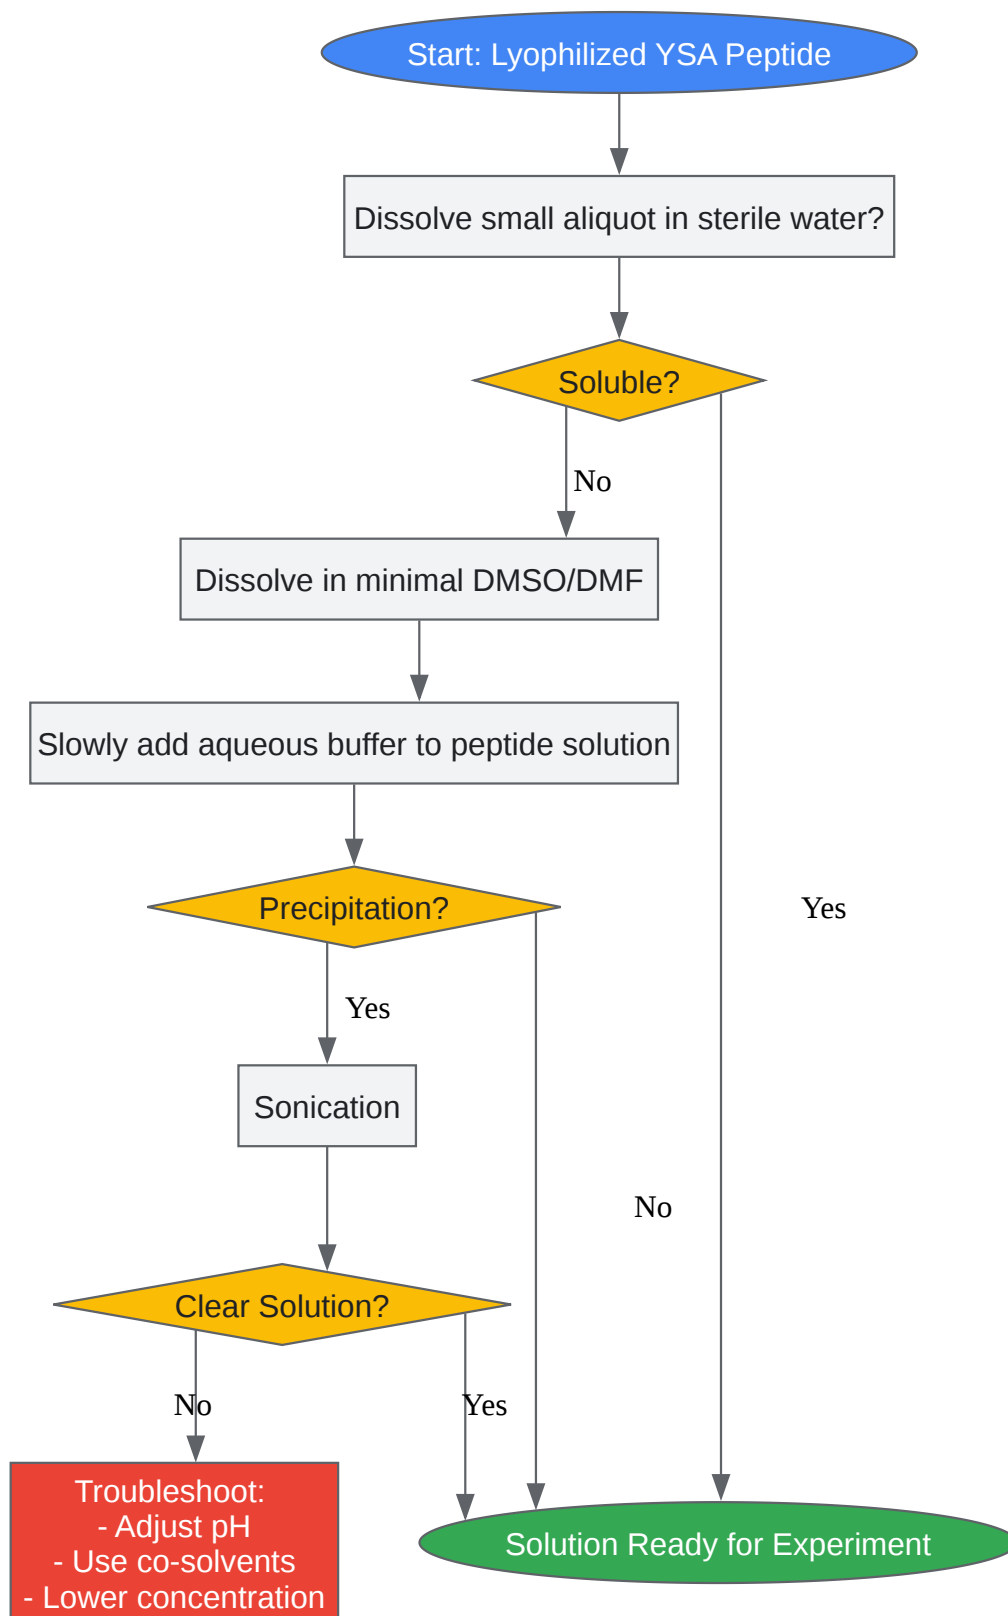 Start: Lyophilized YSA Peptide
Dissolve small aliquot in sterile water?
Soluble?
No
Dissolve in minimal DMSO/DMF
Slowly add aqueous buffer to peptide solution
Precipitation?
Yes
Yes
Sonication
No
Clear Solution?
No
Yes
Troubleshoot:
- Adjust pH
- Use co-solvents
- Lower concentration
Solution Ready for Experiment